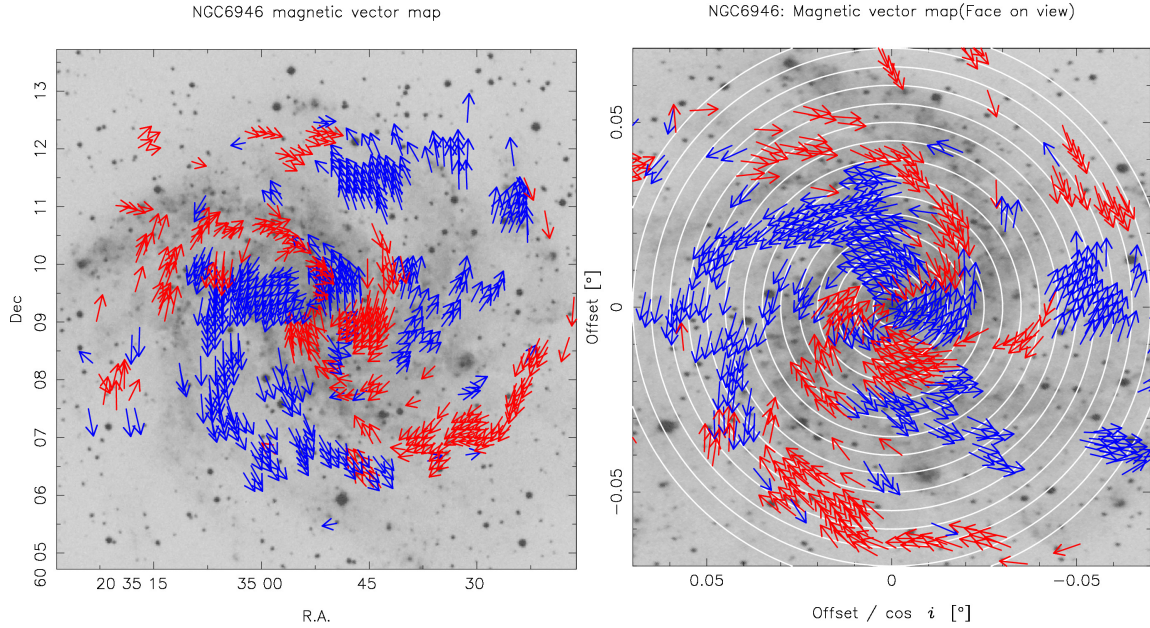 NGC6946 magnetic vector map
13
12
11
10
09
08
07
06
60 05
Dec
20 35 15
35 00
45
30
R.A.
NGC6946: Magnetic vector map(Face on view)
0.05
0
−0.05
Offset [°]
0.05
0
−0.05
Offset / cos i [°]